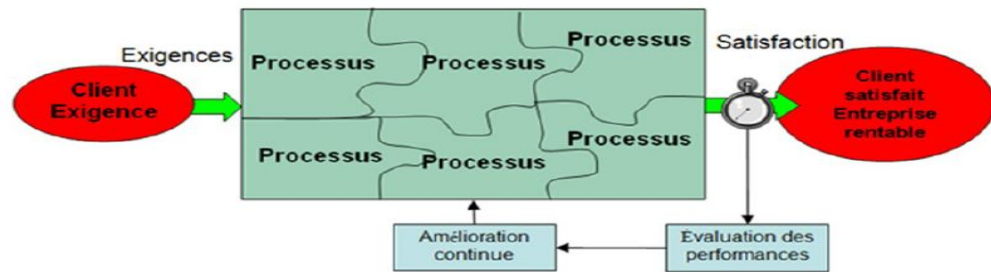 Exigences
Client
Exigence
Processus
Processus
Processus
Processus
Processus
Processus
Satisfaction
Client
satisfait
Entreprise
rentable
Amélioration
continue
Evaluation des
performances